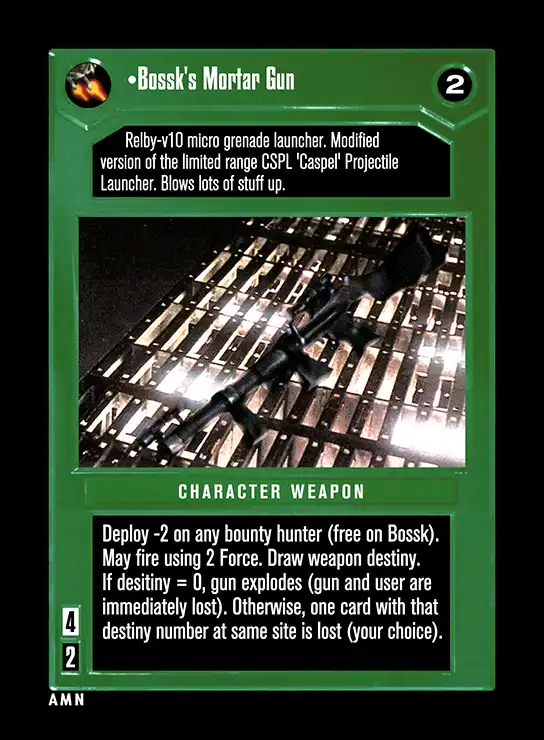 •Bossk's Mortar Gun
2
Relby-v10 micro grenade launcher. Modified
version of the limited range CSPL 'Caspel' Projectile
Launcher. Blows lots of stuff up.
CHARACTER WEAPON
Deploy -2 on any bounty hunter (free on Bossk).
May fire using 2 Force. Draw weapon destiny.
If desitiny = 0, gun explodes (gun and user are
immediately lost). Otherwise, one card with that
destiny number at same site is lost (your choice).
4
2
AMN